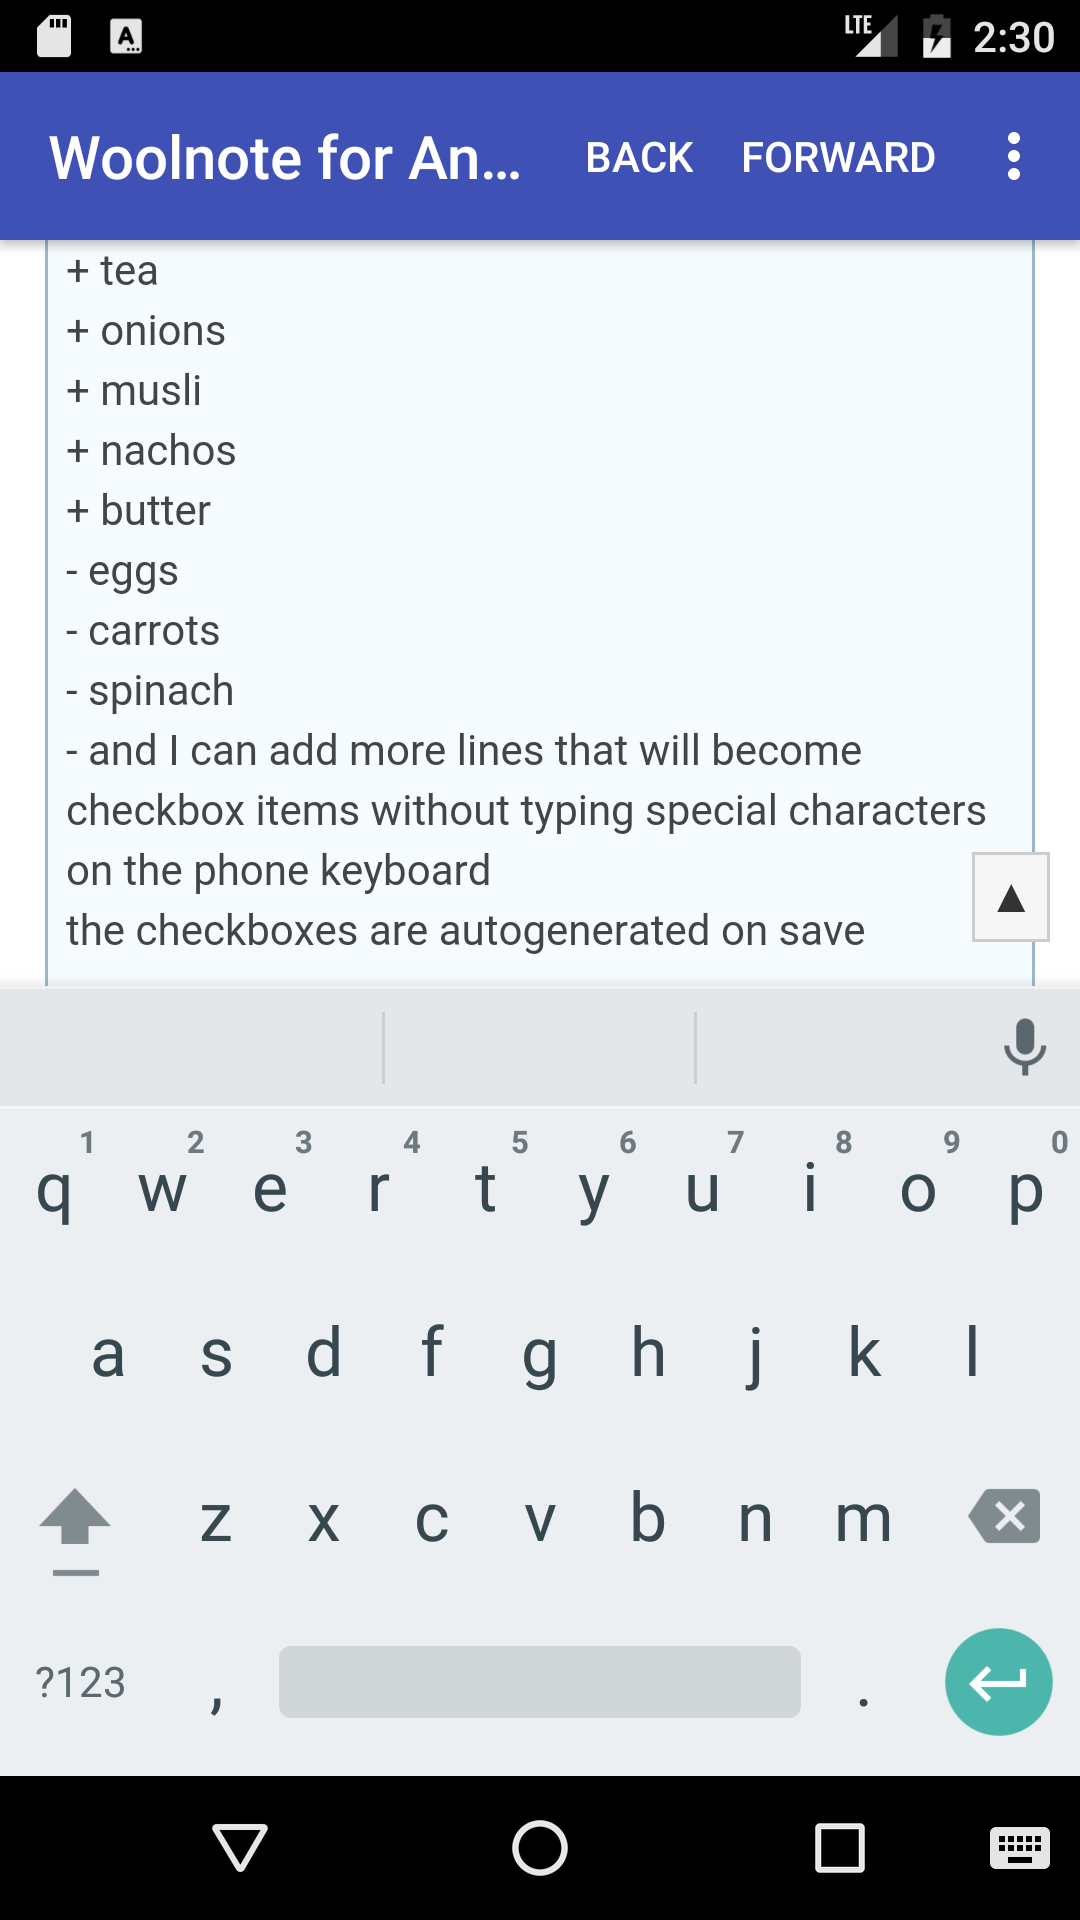 LTE 2:30
Woolnote for An... BACK FORWARD
+ tea
+ onions
+ musli
+ nachos
+ butter
- eggs
- carrots
- spinach
- and I can add more lines that will become
checkbox items without typing special characters
on the phone keyboard
the checkboxes are autogenerated on save
1 2 3 4 5 6 7 8 9 0
q w e r t y u i o p
a s d f g h j k l
z x c v b n m
?123 , .